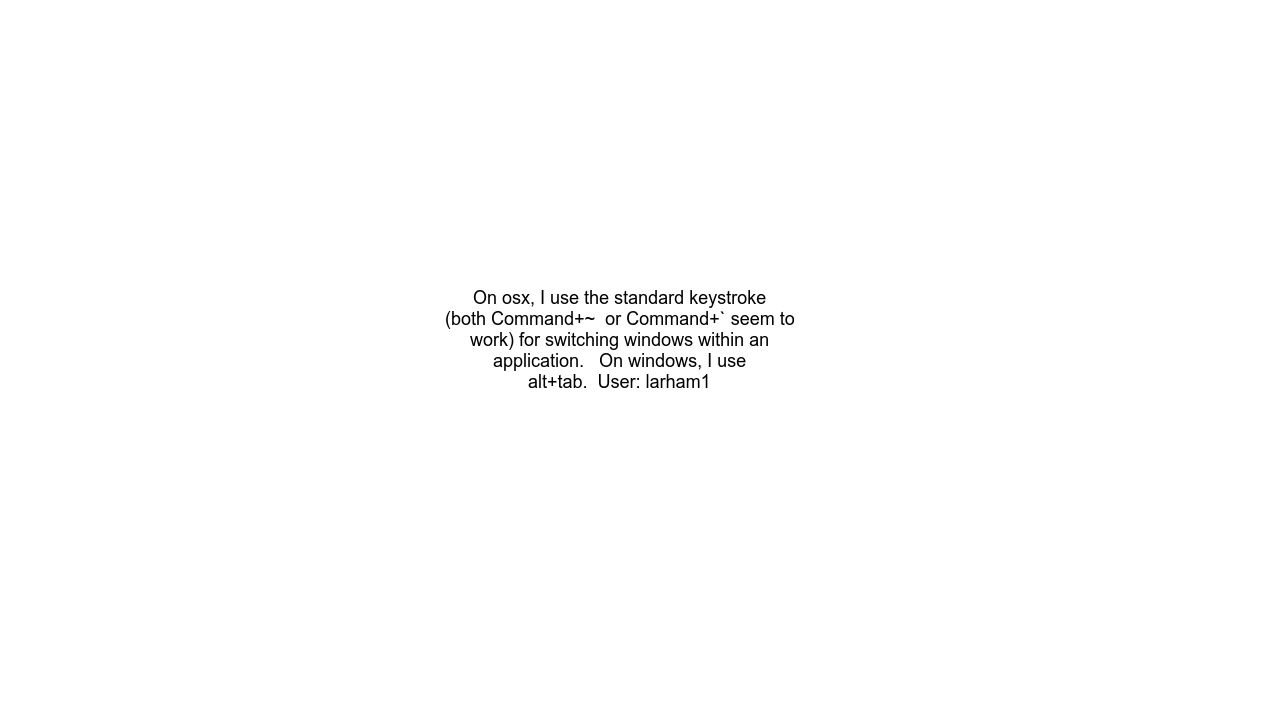 On osx, I use the standard keystroke
(both Command+~  or Command+` seem to
work) for switching windows within an
application.   On windows, I use
alt+tab.  User: larham1